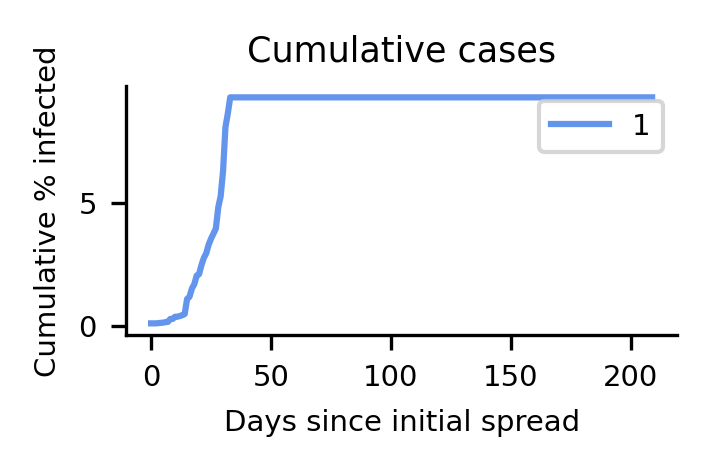 Cumulative cases
Cumulative % infected
5
0
1
0 50 100 150 200
Days since initial spread